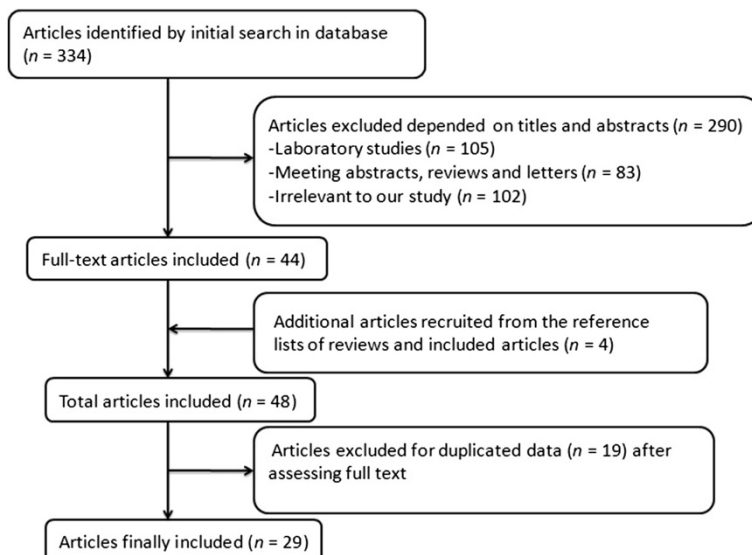 Articles identified by initial search in database
(n = 334)
Articles excluded depended on titles and abstracts (n = 290)
-Laboratory studies (n = 105)
-Meeting abstracts, reviews and letters (n = 83)
-Irrelevant to our study (n = 102)
Full-text articles included (n = 44)
Additional articles recruited from the reference
lists of reviews and included articles (n = 4)
Total articles included (n = 48)
Articles excluded for duplicated data (n = 19) after
assessing full text
Articles finally included (n = 29)